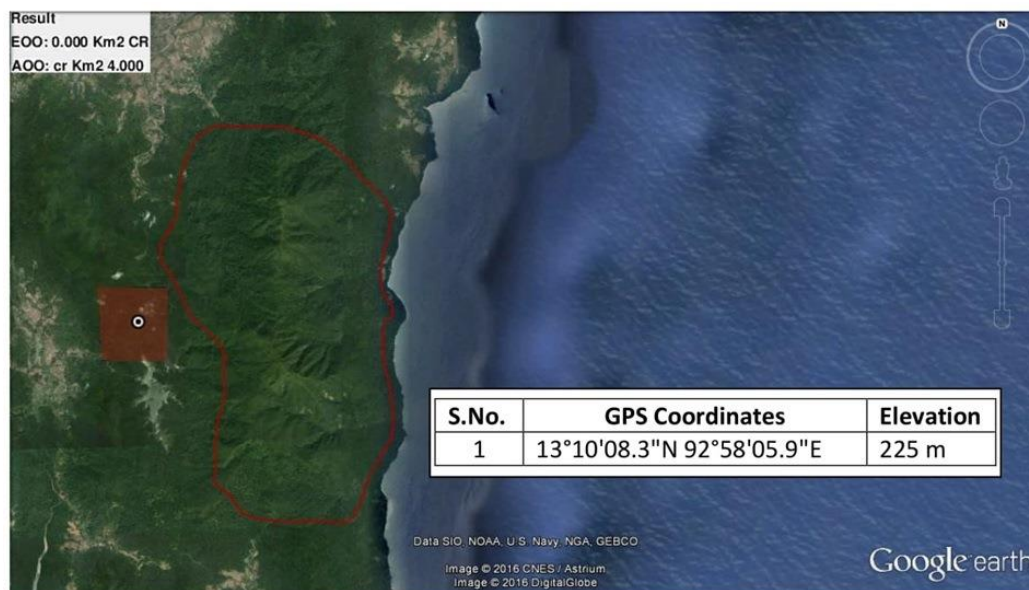 Result
EOO: 0.000 Km2 CR
AOO: cr Km2 4.000
N
S.No. GPS Coordinates Elevation
1 13°10'08.3"N 92°58'05.9"E 225 m
Data SIO, NOAA, U.S. Navy, NGA, GEBCO
Image © 2016 CNES / Astrium
Image © 2016 DigitalGlobe
Google earth